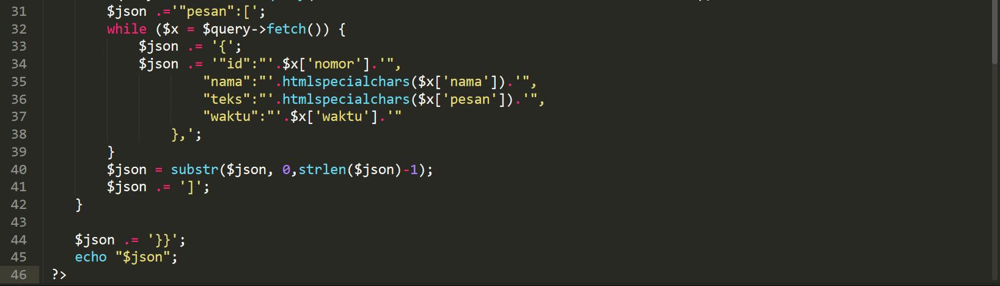 31 $json .='"pesan":[';
32 while ($x = $query->fetch()) {
33 $json .= '{';
34 $json .= '"id":"'.$x['nomor'].'",
35 "nama":"'.htmlspecialchars($x['nama']).'",
36 "teks":"'.htmlspecialchars($x['pesan']).'",
37 "waktu":"'.$x['waktu'].'"
38 },';
39 }
40 $json = substr($json, 0,strlen($json)-1);
41 $json .= ']';
42 }
43
44 $json .= '}}';
45 echo "$json";
46 ?>